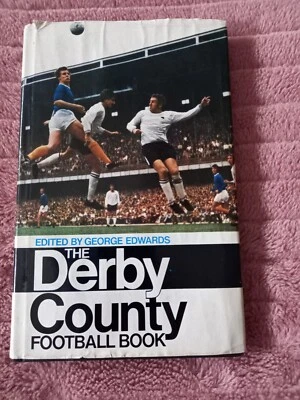 EDITED BY GEORGE EDWARDS
THE
Derby
County
FOOTBALL BOOK